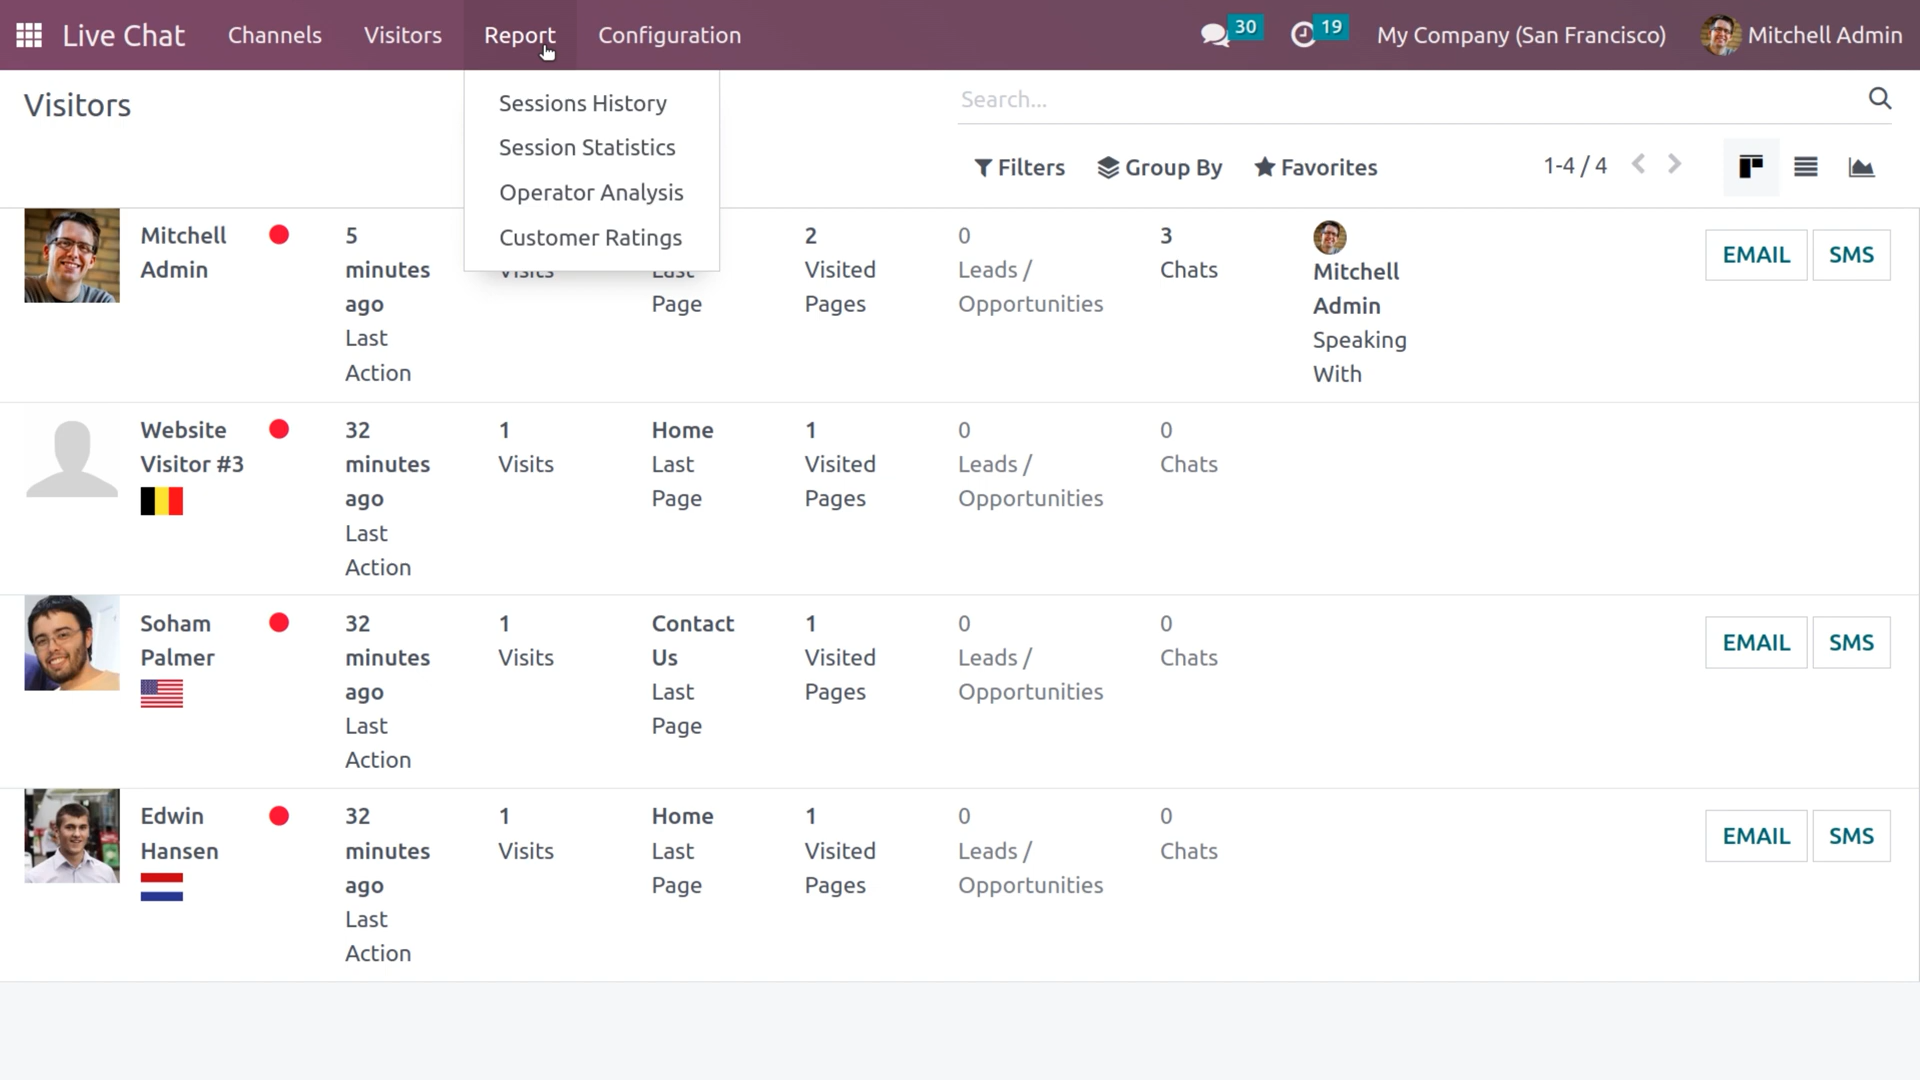 Live Chat Channels Visitors Report Configuration 30 19 My Company (San Francisco) Mitchell Admin
Visitors
Search...
Sessions History
Session Statistics
Operator Analysis
Customer Ratings
Filters Group By Favorites 1-4 / 4
Mitchell
Admin
5
minutes
ago
Last
Action
Visits
Last
Page
2
Visited
Pages
0
Leads /
Opportunities
3
Chats
Mitchell
Admin
Speaking
With
EMAIL SMS
Website
Visitor #3
32
minutes
ago
Last
Action
1
Visits
Home
Last
Page
1
Visited
Pages
0
Leads /
Opportunities
0
Chats
Soham
Palmer
32
minutes
ago
Last
Action
1
Visits
Contact
Us
Last
Page
1
Visited
Pages
0
Leads /
Opportunities
0
Chats
EMAIL SMS
Edwin
Hansen
32
minutes
ago
Last
Action
1
Visits
Home
Last
Page
1
Visited
Pages
0
Leads /
Opportunities
0
Chats
EMAIL SMS